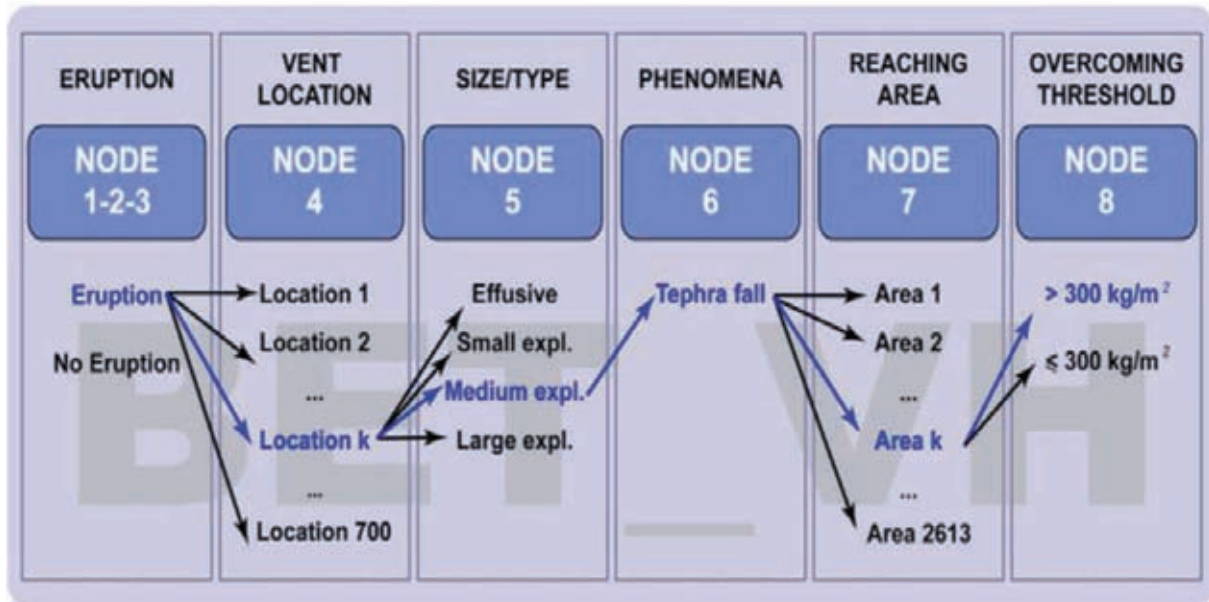 ERUPTION
NODE
1-2-3
Eruption
No Eruption
VENT
LOCATION
NODE
4
Location 1
Location 2
...
Location k
...
Location 700
SIZE/TYPE
NODE
5
Effusive
Small expl.
Medium expl.
Large expl.
PHENOMENA
NODE
6
Tephra fall
REACHING
AREA
NODE
7
Area 1
Area 2
...
Area k
...
Area 2613
OVERCOMING
THRESHOLD
NODE
8
> 300 kg/m²
⩽ 300 kg/m²
BET_VH